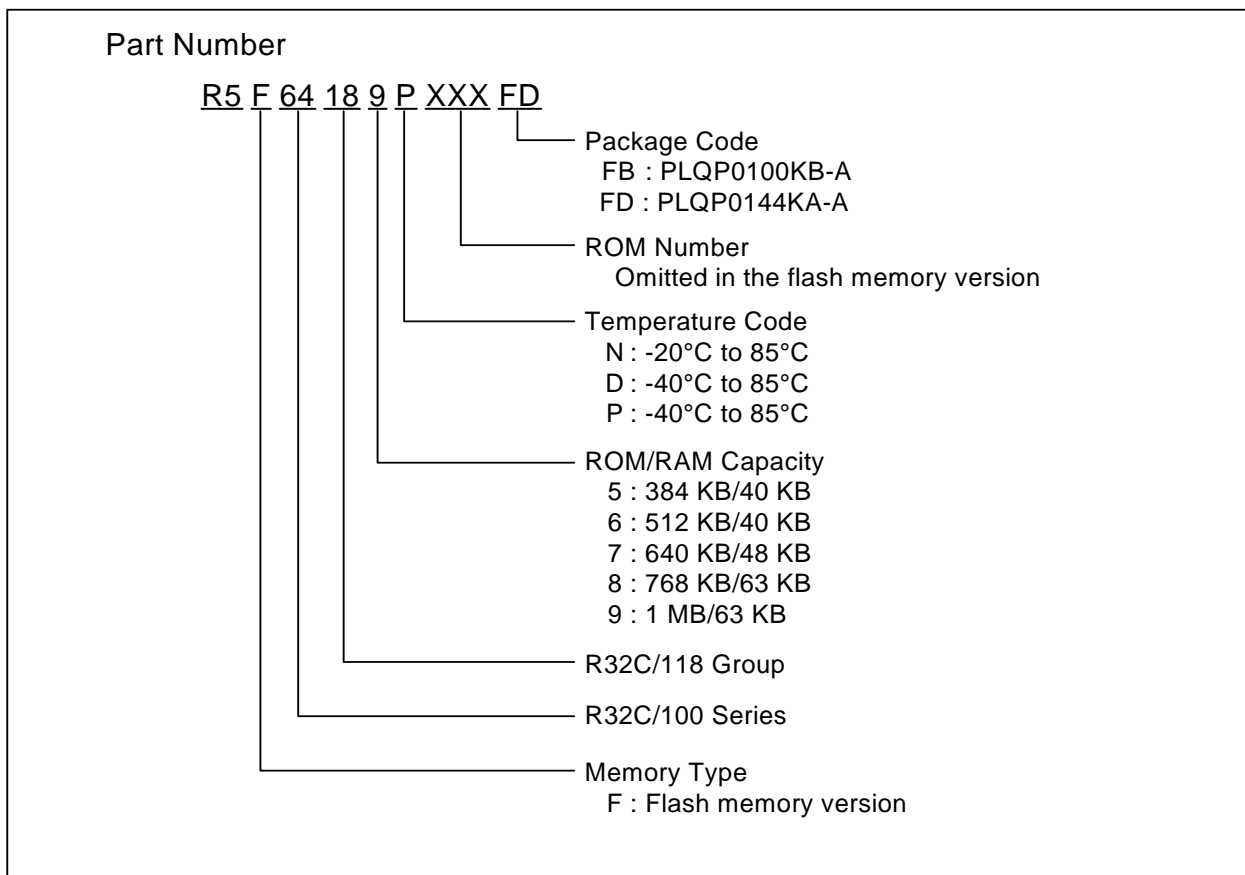 Part Number
R5 F 64 18 9 P XXX FD
Package Code
FB : PLQP0100KB-A
FD : PLQP0144KA-A
ROM Number
Omitted in the flash memory version
Temperature Code
N : -20°C to 85°C
D : -40°C to 85°C
P : -40°C to 85°C
ROM/RAM Capacity
5 : 384 KB/40 KB
6 : 512 KB/40 KB
7 : 640 KB/48 KB
8 : 768 KB/63 KB
9 : 1 MB/63 KB
R32C/118 Group
R32C/100 Series
Memory Type
F : Flash memory version